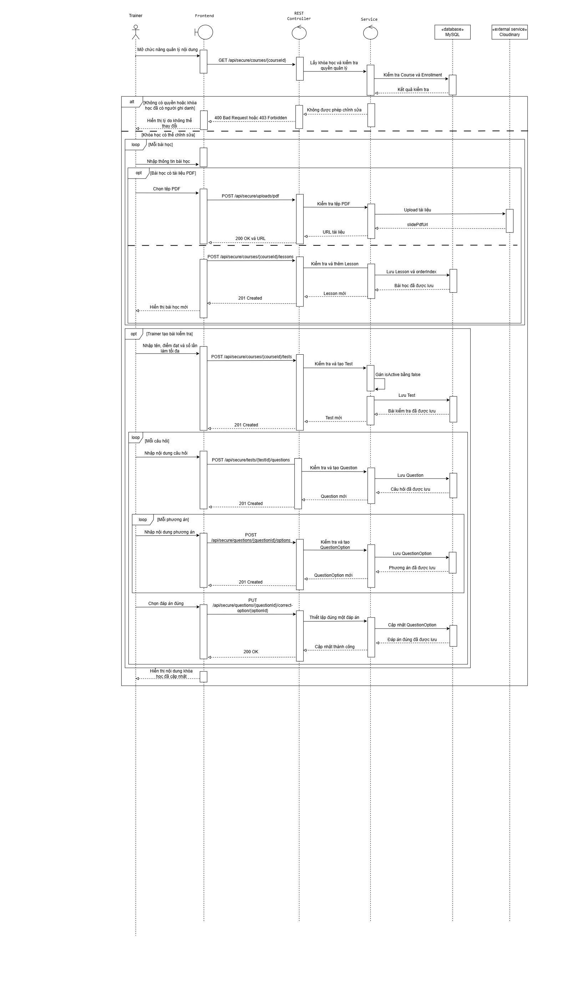 Trainer
Frontend
REST
Controller
Service
«database»
MySQL
«external service»
Cloudinary
Mở chức năng quản lý nội dung
GET /api/secure/courses/{courseId}
Lấy khóa học và kiểm tra
quyền quản lý
Kiểm tra Course và Enrollment
Kết quả kiểm tra
alt
[Không có quyền hoặc khóa
học đã có người ghi danh]
Không được phép chỉnh sửa
400 Bad Request hoặc 403 Forbidden
Hiển thị lý do không thể
thay đổi
[Khóa học có thể chỉnh sửa]
loop
[Mỗi bài học]
Nhập thông tin bài học
opt
[Bài học có tài liệu PDF]
Chọn tệp PDF
POST /api/secure/uploads/pdf
Kiểm tra tệp PDF
Upload tài liệu
slidePdfUrl
URL tài liệu
200 OK và URL
POST /api/secure/courses/{courseId}/lessons
Kiểm tra và thêm Lesson
Lưu Lesson và orderIndex
Bài học đã được lưu
Lesson mới
201 Created
Hiển thị bài học mới
opt
[Trainer tạo bài kiểm tra]
Nhập tên, điểm đạt và số lần
làm tối đa
POST /api/secure/courses/{courseId}/tests
Kiểm tra và tạo Test
Gán isActive bằng false
Lưu Test
Bài kiểm tra đã được lưu
Test mới
201 Created
loop
[Mỗi câu hỏi]
Nhập nội dung câu hỏi
POST /api/secure/tests/{testId}/questions
Kiểm tra và tạo Question
Lưu Question
Câu hỏi đã được lưu
Question mới
201 Created
loop
[Mỗi phương án]
Nhập nội dung phương án
POST
/api/secure/questions/{questionId}/options
Kiểm tra và tạo
QuestionOption
Lưu QuestionOption
Phương án đã được lưu
QuestionOption mới
201 Created
Chọn đáp án đúng
PUT
/api/secure/questions/{questionId}/correct-
option/{optionId}
Thiết lập đúng một đáp án
Cập nhật QuestionOption
Đáp án đúng đã được lưu
Cập nhật thành công
200 OK
Hiển thị nội dung khóa
học đã cập nhật